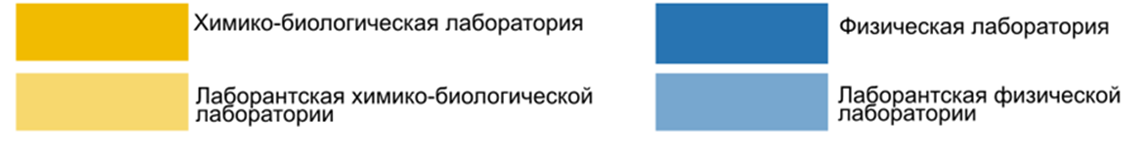 Химико-биологическая лаборатория
Физическая лаборатория
Лаборантская химико-биологической
лаборатории
Лаборантская физической
лаборатории